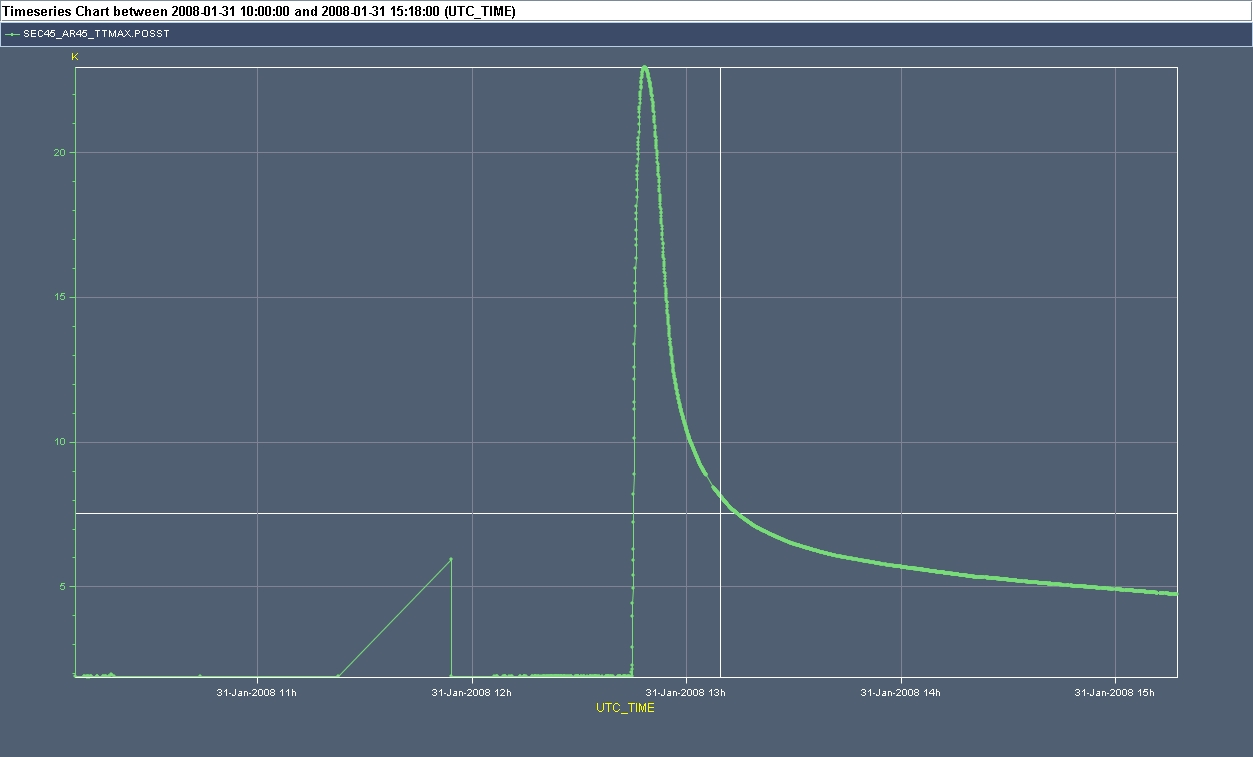 Timeseries Chart between 2008-01-31 10:00:00 and 2008-01-31 15:18:00 (UTC_TIME)
SEC45_AR45_TTMAX.POSST
K
20
15
10
5
31-Jan-2008 11h 31-Jan-2008 12h 31-Jan-2008 13h 31-Jan-2008 14h 31-Jan-2008 15h
UTC_TIME